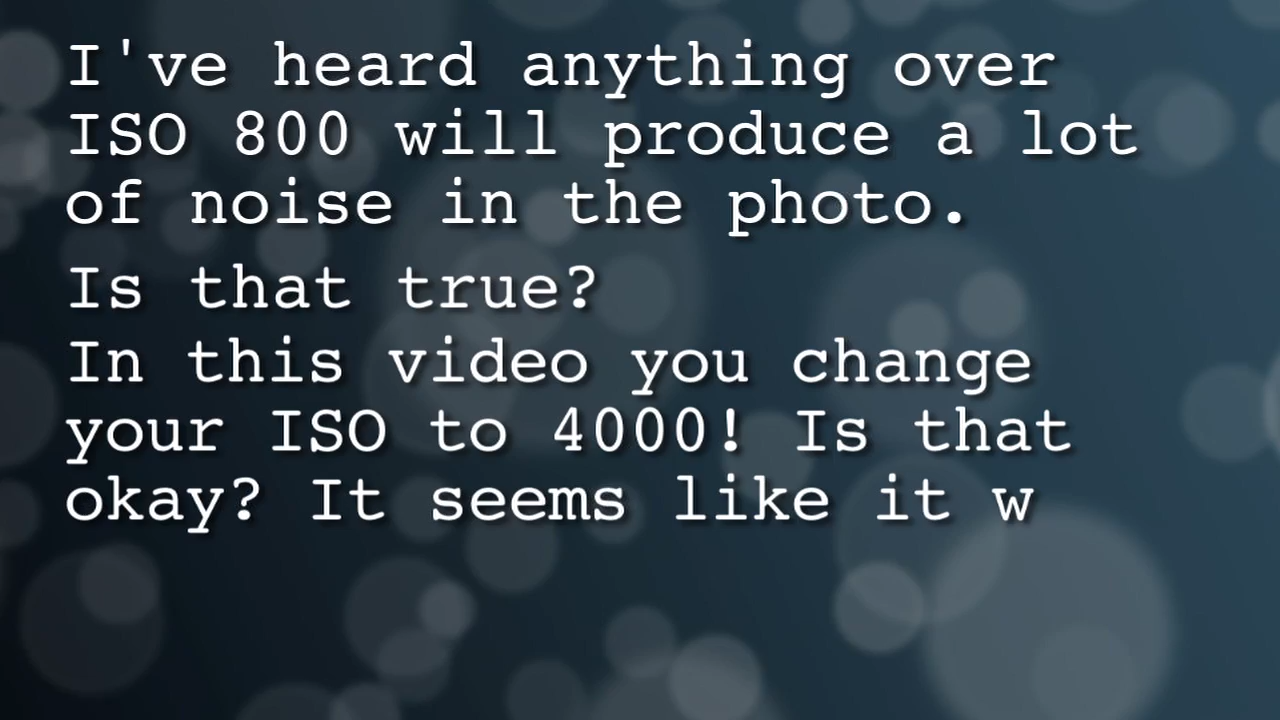 I've heard anything over
ISO 800 will produce a lot
of noise in the photo.
Is that true?
In this video you change
your ISO to 4000! Is that
okay? It seems like it w